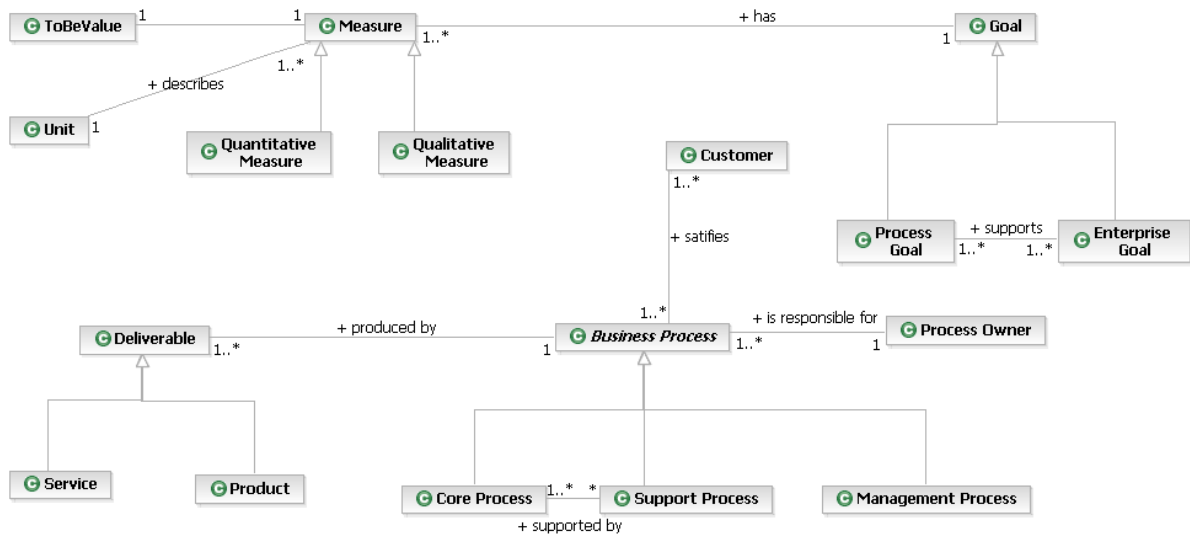 ToBeValue
1
1
Measure
+ has
Goal
1..*
1
1..*
+ describes
Unit
1
Quantitative
Measure
Qualitative
Measure
Customer
1..*
+ satifies
Process
Goal
+ supports
1..*
1..*
Enterprise
Goal
1..*
Deliverable
+ produced by
1..*
1
Business Process
+ is responsible for
1..*
1
Process Owner
Service
Product
Core Process
1..*
*
Support Process
+ supported by
Management Process